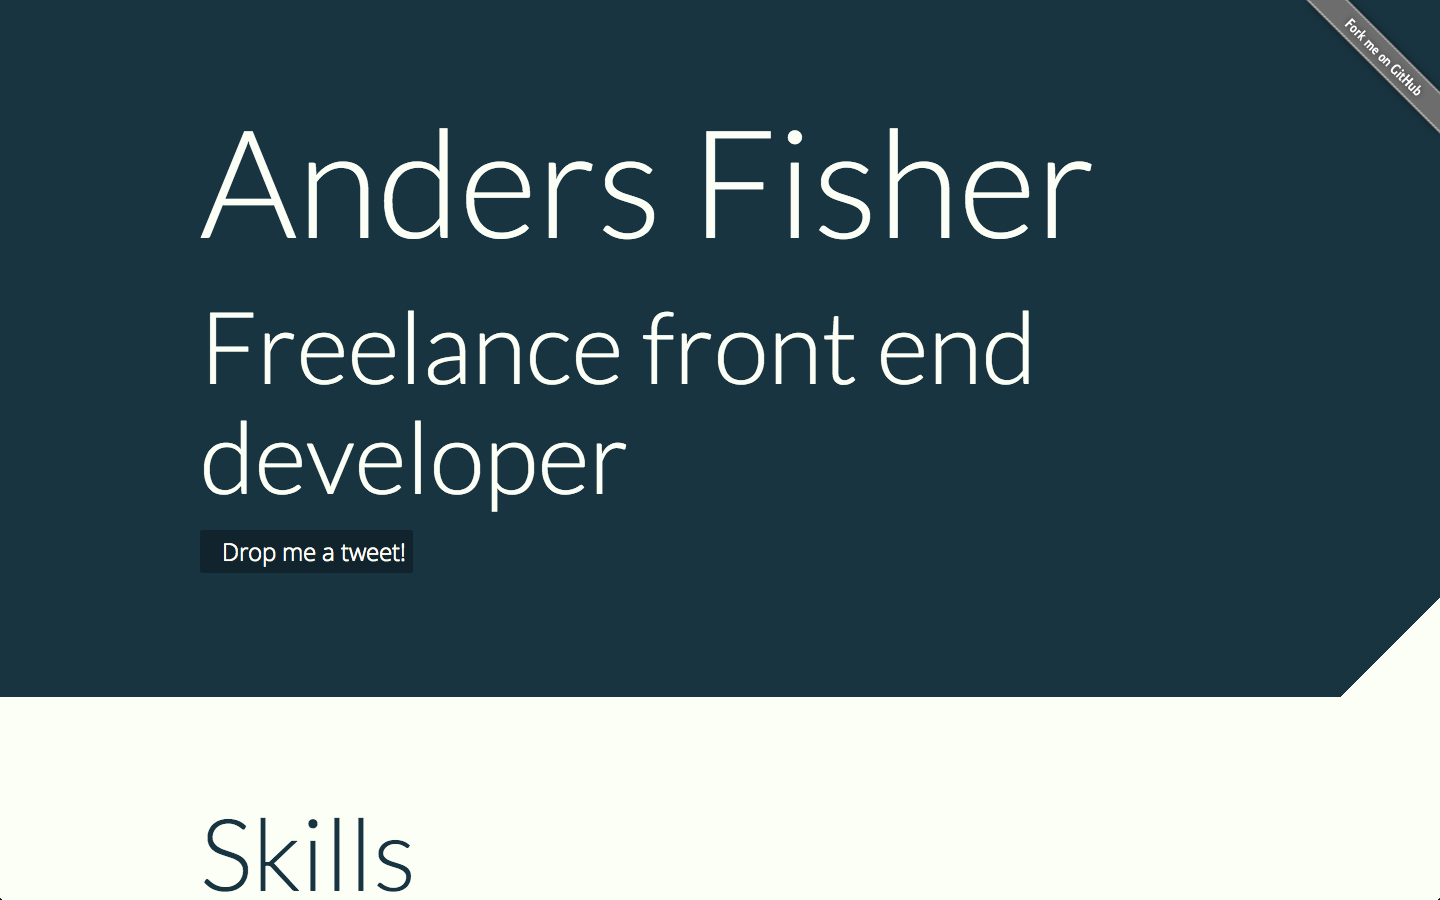 Fork me on GitHub
Anders Fisher
Freelance front end
developer
Drop me a tweet!
Skills